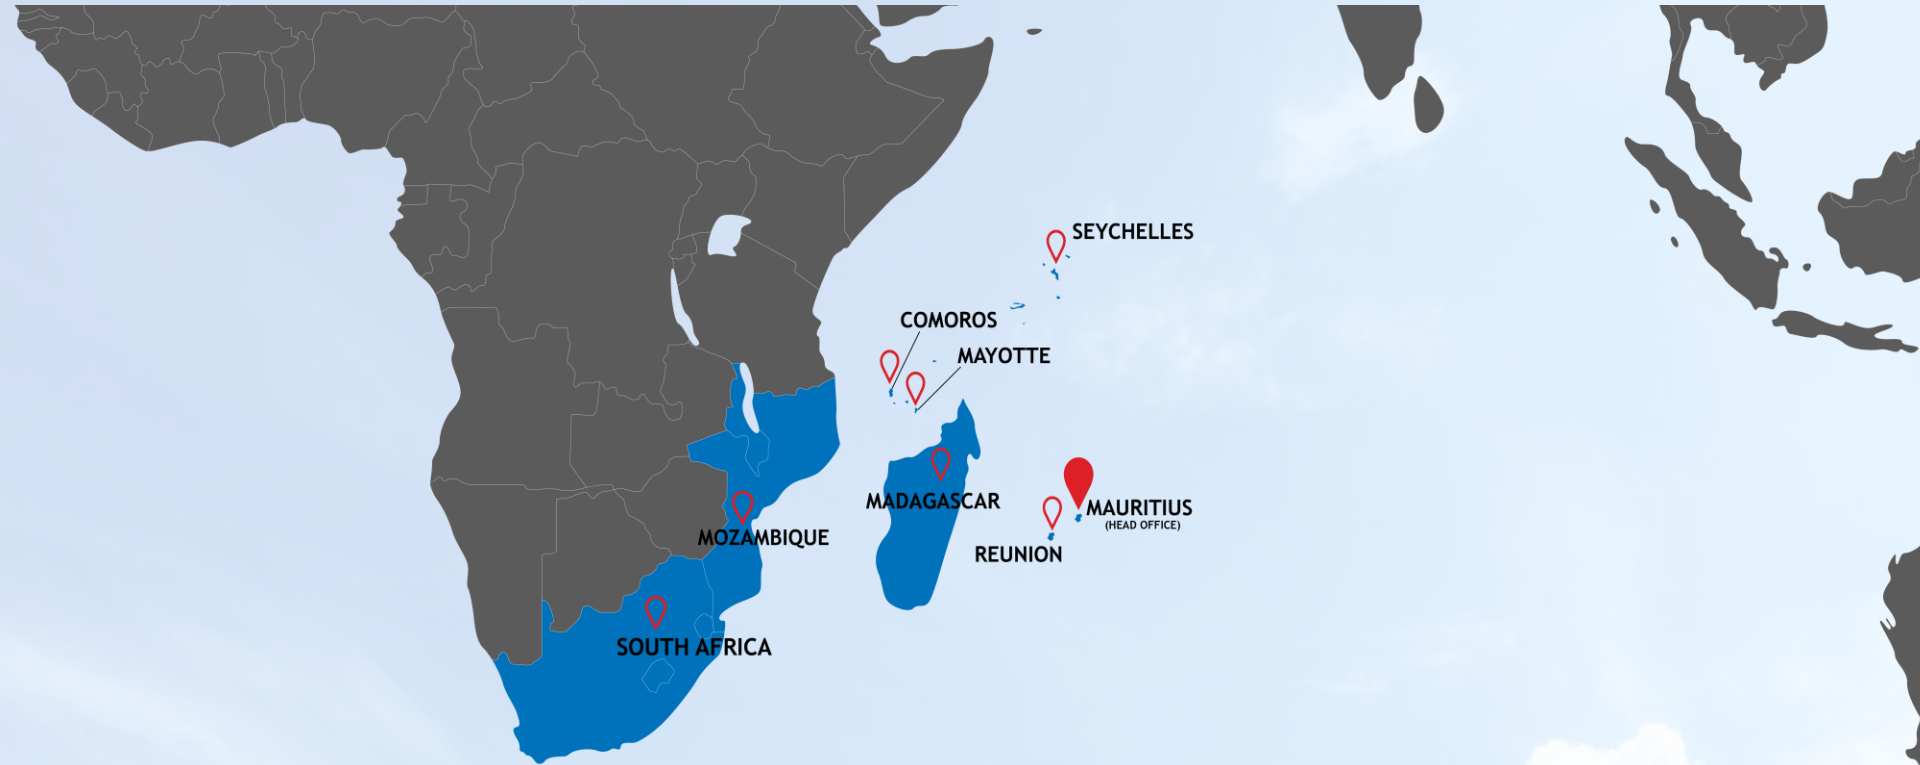 SEYCHELLES
COMOROS
MAYOTTE
MADAGASCAR
MAURITIUS
(HEAD OFFICE)
MOZAMBIQUE
REUNION
SOUTH AFRICA